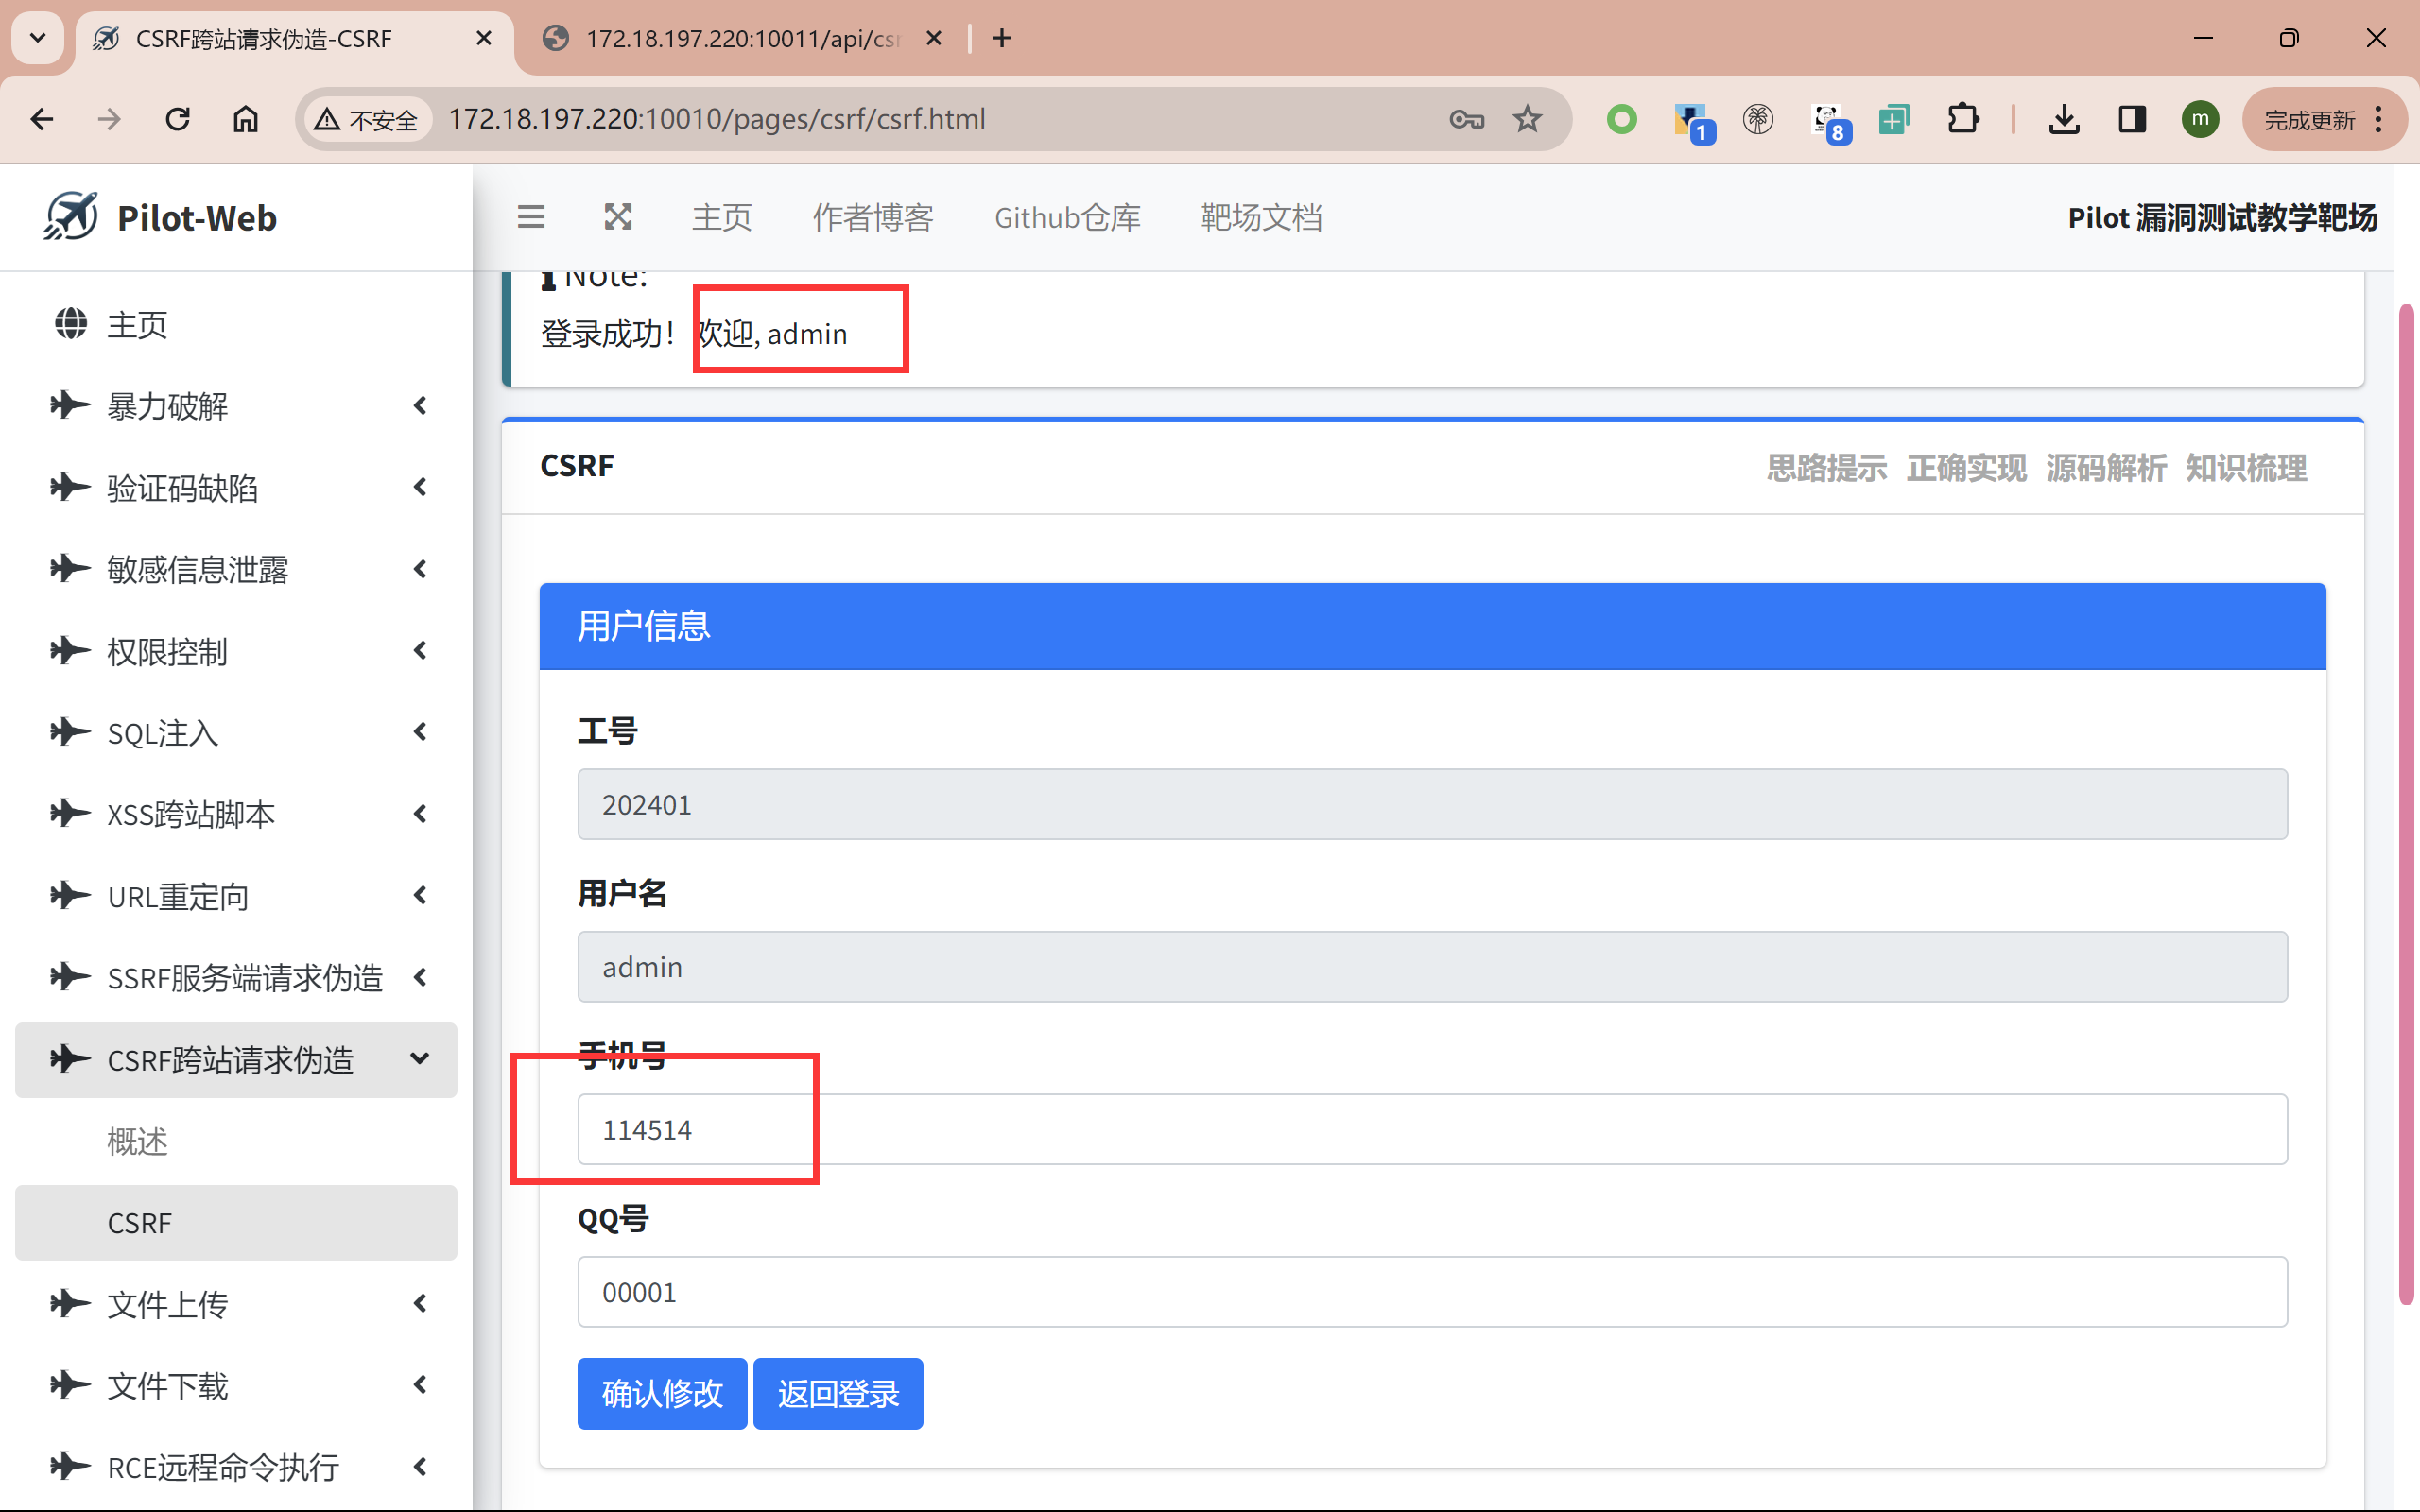 CSRF跨站请求伪造-CSRF
172.18.197.220:10011/api/csr
不安全
172.18.197.220:10010/pages/csrf/csrf.html
1
8
m
完成更新
Pilot-Web
主页
作者博客
Github仓库
靶场文档
Pilot 漏洞测试教学靶场
主页
暴力破解
验证码缺陷
敏感信息泄露
权限控制
SQL注入
XSS跨站脚本
URL重定向
SSRF服务端请求伪造
CSRF跨站请求伪造
概述
CSRF
文件上传
文件下载
RCE远程命令执行
Note:
登录成功! 欢迎, admin
CSRF
思路提示 正确实现 源码解析 知识梳理
用户信息
工号
202401
用户名
admin
手机号
114514
QQ号
00001
确认修改 返回登录